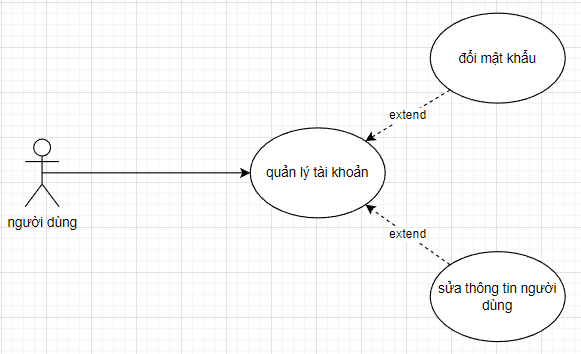 đổi mật khẩu
extend
quản lý tài khoản
người dùng
extend
sửa thông tin người
dùng